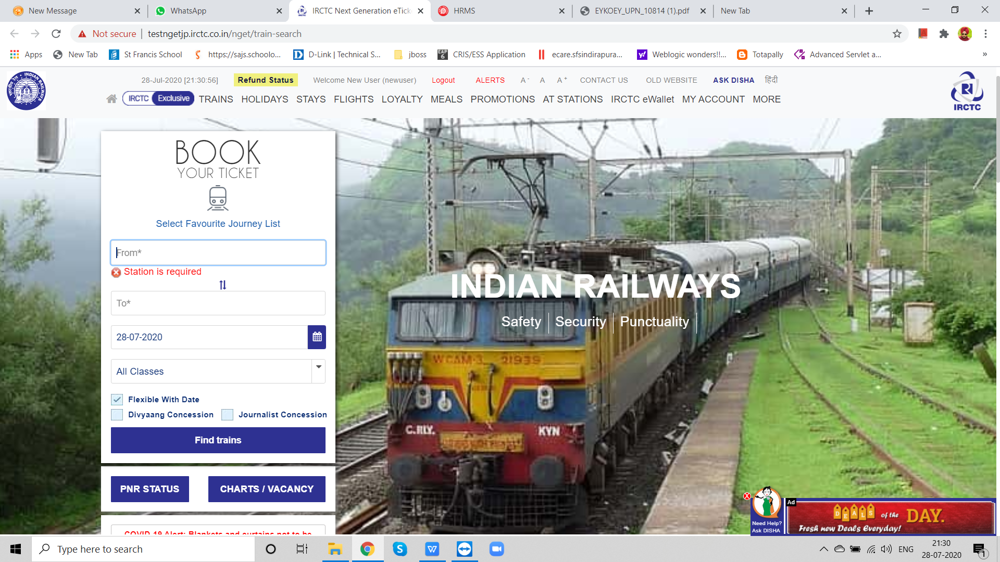 New Message
WhatsApp
IRCTC Next Generation eTick
HRMS
EYKOEY_UPN_10814 (1).pdf
New Tab
Not secure
testngetjp.irctc.co.in/nget/train-search
Apps
New Tab
St Francis School
https://sajs.schoolo...
D-Link | Technical S...
jboss
EAP 6
CRIS/ESS Application
ecare.sfsindirapura...
Weblogic wonders!!...
Totapally
Advanced Servlet a...
»
INDIAN RAILWAYS
28-Jul-2020 [21:30:56]
Refund Status
Welcome New User (newuser)
Logout
ALERTS
A-
A
A+
CONTACT US
OLD WEBSITE
ASK DISHA
हिंदी
IRCTC Exclusive
TRAINS
HOLIDAYS
STAYS
FLIGHTS
LOYALTY
MEALS
PROMOTIONS
AT STATIONS
IRCTC eWallet
MY ACCOUNT
MORE
IRCTC
BOOK
YOUR TICKET
Select Favourite Journey List
From*
Station is required
To*
28-07-2020
All Classes
Flexible With Date
Divyaang Concession
Journalist Concession
Find trains
PNR STATUS
CHARTS / VACANCY
COVID-19 Alert: Blankets and curtains not to be
INDIAN RAILWAYS
Safety
Security
Punctuality
WCAM-3 21939
C.RLY.
KYN
X
Need Help?
Ask DISHA
Ad
DEALS of the DAY.
Fresh new Deals Everyday!
Type here to search
ENG
21:30
28-07-2020
1